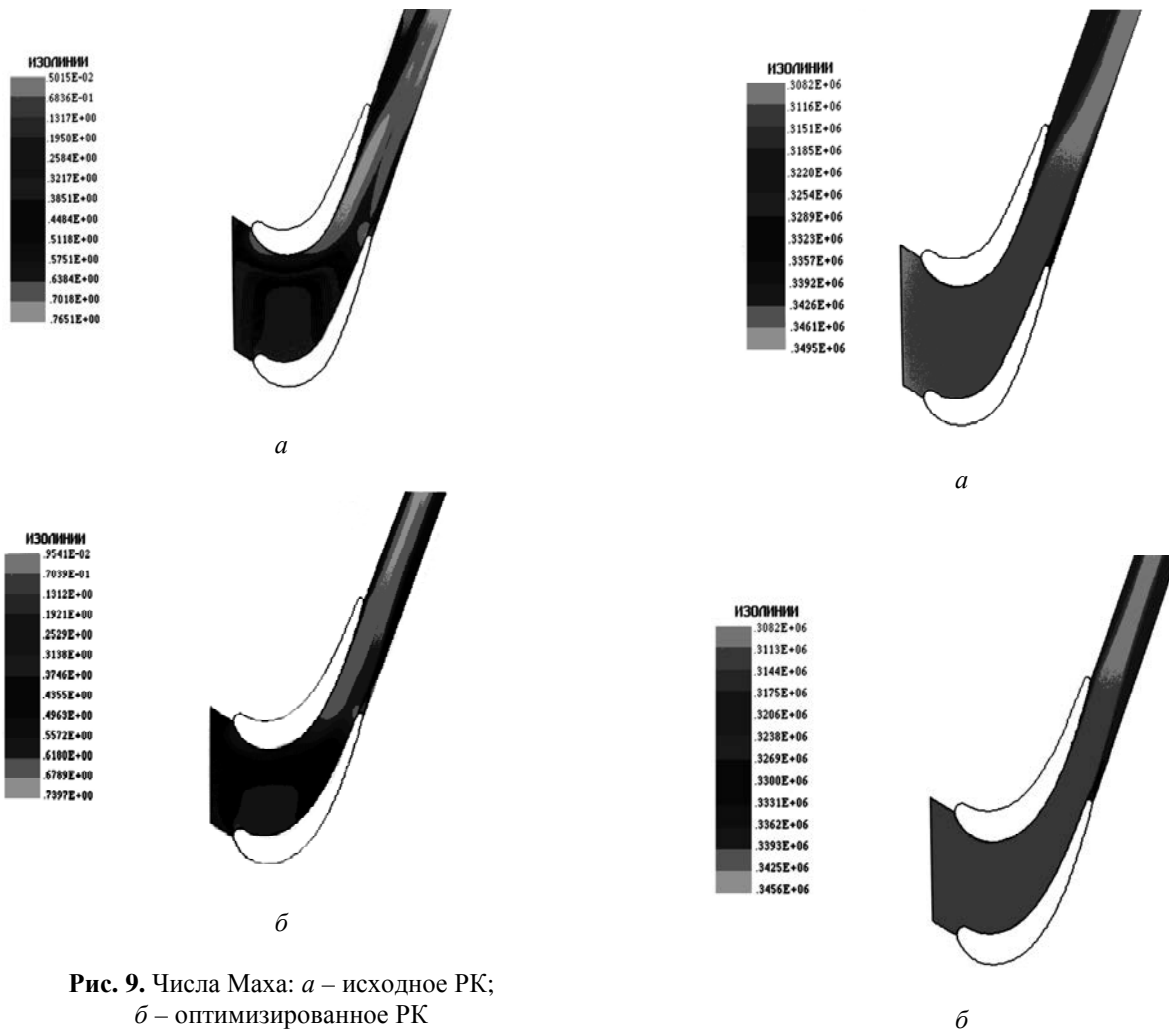 ИЗОЛИНИИ
.5015E-02
.6836E-01
.1317E+00
.1950E+00
.2584E+00
.3217E+00
.3851E+00
.4484E+00
.5118E+00
.5751E+00
.6384E+00
.7018E+00
.7651E+00
а
ИЗОЛИНИИ
.9541E-02
.7039E-01
.1312E+00
.1921E+00
.2529E+00
.3138E+00
.3746E+00
.4355E+00
.4963E+00
.5572E+00
.6180E+00
.6789E+00
.7397E+00
б
Рис. 9. Числа Маха: а – исходное РК;
б – оптимизированное РК
ИЗОЛИНИИ
.3082E+06
.3116E+06
.3151E+06
.3185E+06
.3220E+06
.3254E+06
.3289E+06
.3323E+06
.3357E+06
.3392E+06
.3426E+06
.3461E+06
.3495E+06
а
ИЗОЛИНИИ
.3082E+06
.3113E+06
.3144E+06
.3175E+06
.3206E+06
.3238E+06
.3269E+06
.3300E+06
.3331E+06
.3362E+06
.3393E+06
.3425E+06
.3456E+06
б